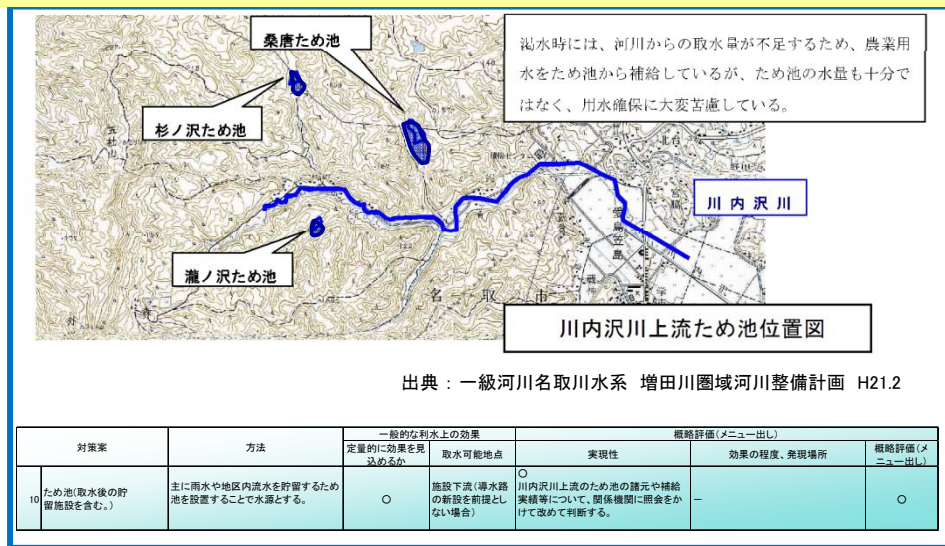 桑唐ため池
渇水時には、河川からの取水量が不足するため、農業用
水をため池から補給しているが、ため池の水量も十分で
はなく、用水確保に大変苦慮している。
杉ノ沢ため池
北台
川内沢川
愛島笠島
瀧ノ沢ため池
名取市
川内沢川上流ため池位置図
出典：一級河川名取川水系 増田川圏域河川整備計画 H21.2
対策案
方法
一般的な利水上の効果
概略評価(メニュー出し)
定量的に効果を見
込めるか
取水可能地点
実現性
効果の程度、発現場所
概略評価(メ
ニュー出し)
10
ため池(取水後の貯
留施設を含む。)
主に雨水や地区内流水を貯留するため
池を設置することで水源とする。
○
施設下流(導水路
の新設を前提とし
ない場合)
○
川内沢川上流のため池の諸元や補給
実績等について、関係機関に照会をか
けて改めて判断する。
－
○